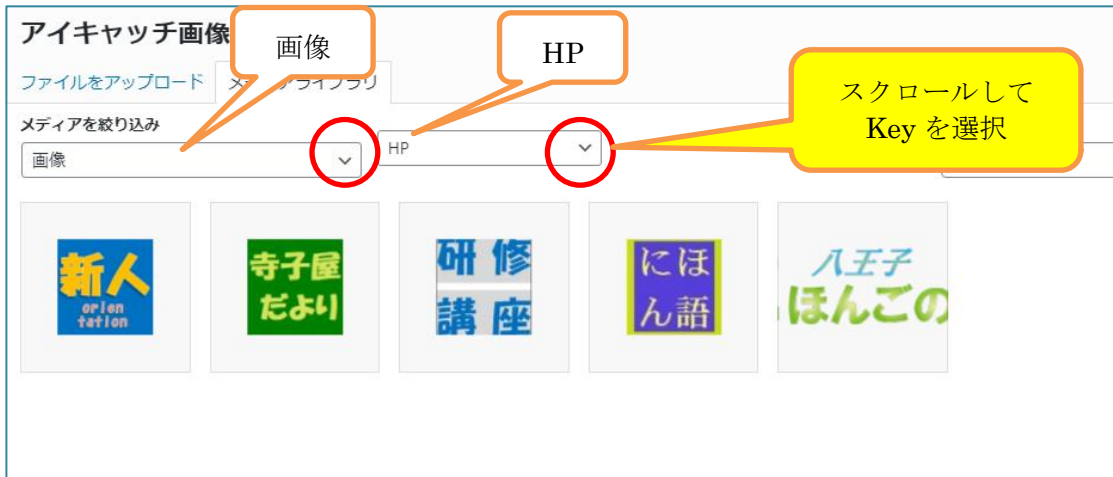 アイキャッチ画像
画像
HP
スクロールして
Key を選択
ファイルをアップロード
メディアライブラリ
メディアを絞り込み
画像
HP
新人
orien
tation
寺子屋
だより
研修
講座
にほ
ん語
八王子
ほんごの